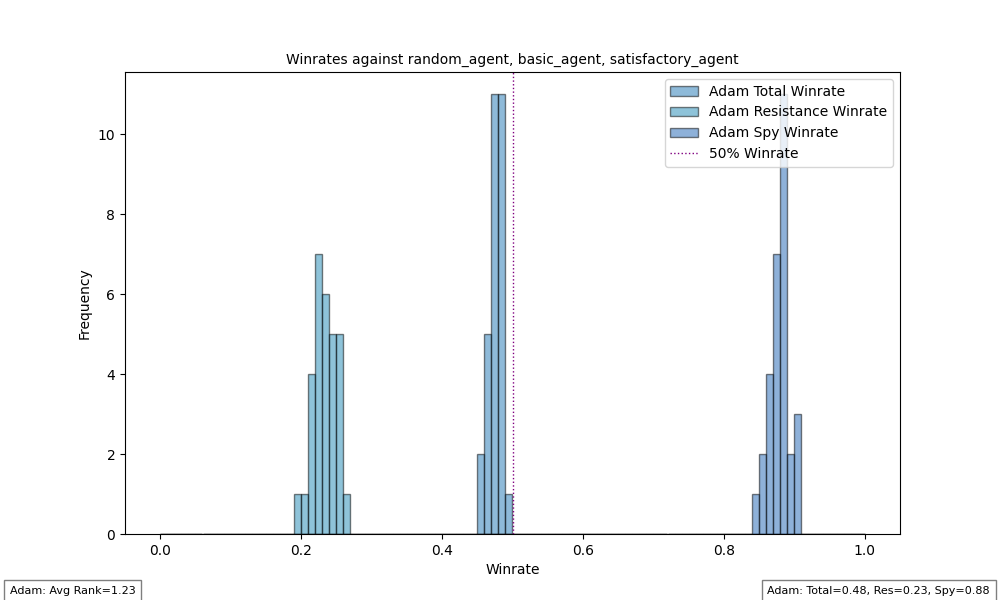 Winrates against random_agent, basic_agent, satisfactory_agent
Adam Total Winrate
Adam Resistance Winrate
Adam Spy Winrate
50% Winrate
Frequency
10
8
6
4
2
0
0.0 0.2 0.4 0.6 0.8 1.0
Winrate
Adam: Avg Rank=1.23
Adam: Total=0.48, Res=0.23, Spy=0.88